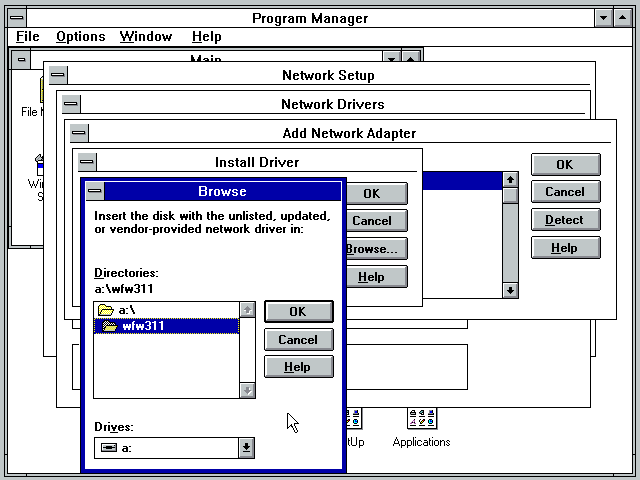 Program Manager
File Options Window Help
Main
Network Setup
Network Drivers
Add Network Adapter
Install Driver
Browse
Insert the disk with the unlisted, updated,
or vendor-provided network driver in:
Directories:
a:\wfw311
a:\
wfw311
OK
Cancel
Help
Drives:
a:
OK
Cancel
Browse...
Help
OK
Cancel
Detect
Help
File
Applications